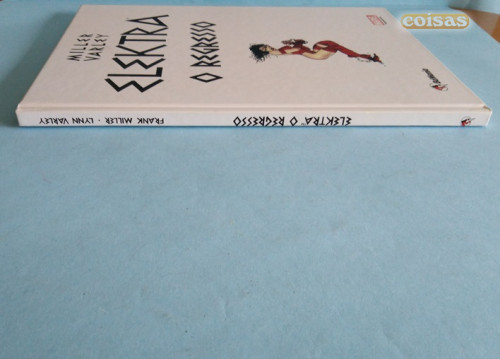 MILLER
VARLEY
ELEKTRA
O REGRESSO
coisas
FRANK MILLER · LYNN VARLEY
ELEKTRA O REGRESSO